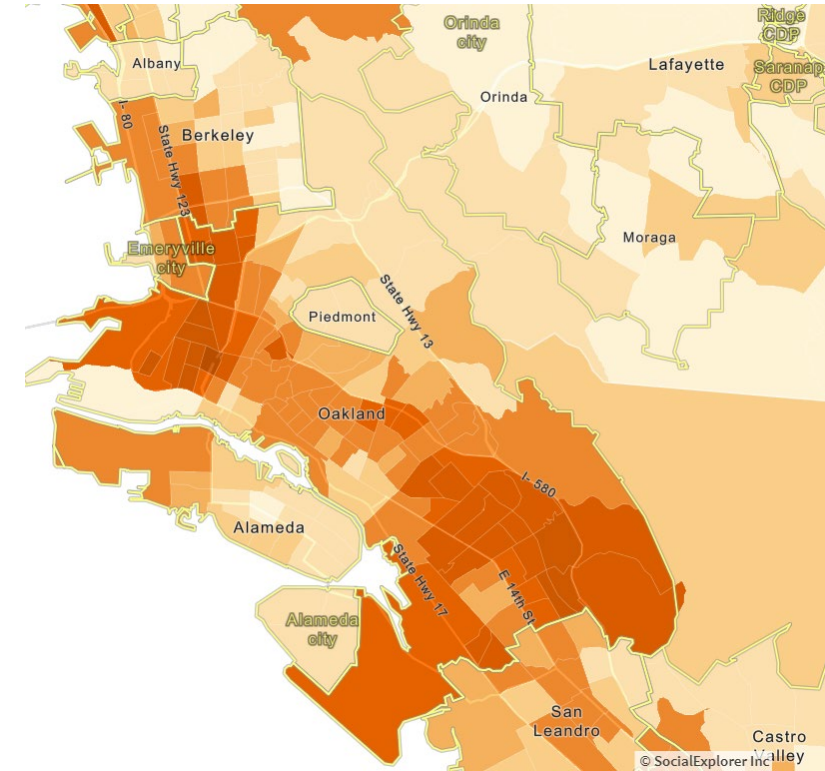 Orinda
city
Ridge
CDP
Albany
Lafayette
Saranap
CDP
Orinda
I- 80
Berkeley
State Hwy 123
Moraga
Emeryville
city
State Hwy 13
Piedmont
Oakland
I- 580
Alameda
State Hwy 17
E 14th St
Alameda
city
San
Leandro
Castro
Valley
© SocialExplorer Inc